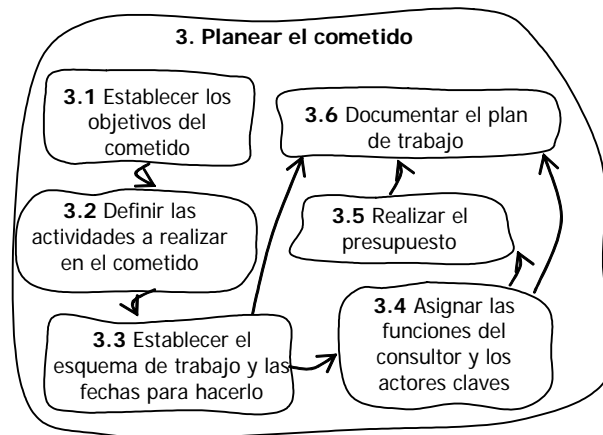 3. Planear el cometido
3.1 Establecer los
objetivos del
cometido
3.2 Definir las
actividades a realizar
en el cometido
3.3 Establecer el
esquema de trabajo y las
fechas para hacerlo
3.4 Asignar las
funciones del
consultor y los
actores claves
3.5 Realizar el
presupuesto
3.6 Documentar el plan
de trabajo